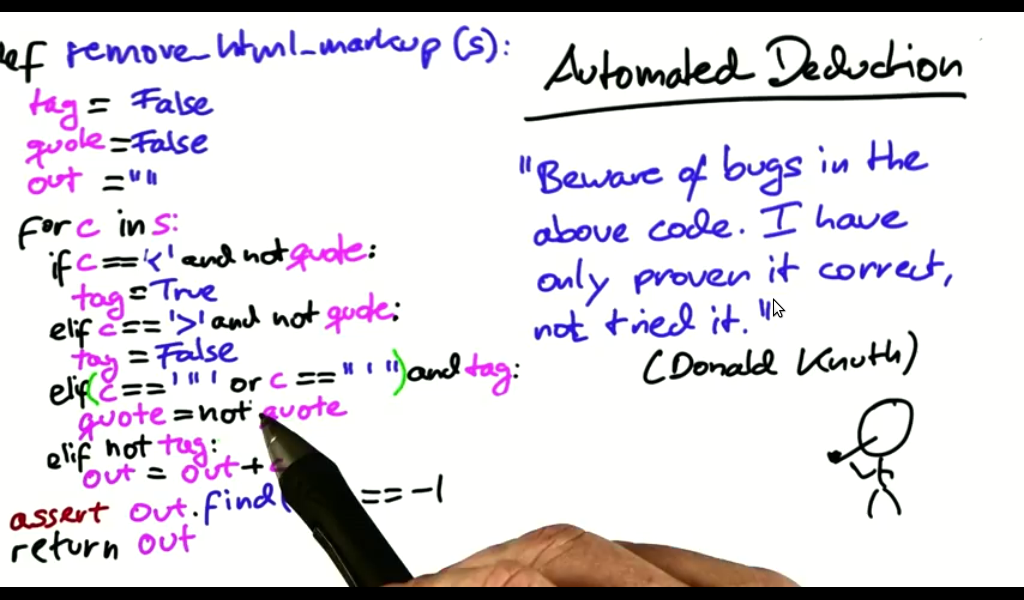 def remove_html_markup (s):
tag = False
quote = False
out = ""
for c in s:
if c == '<' and not quote:
tag = True
elif c == '>' and not quote:
tag = False
elif (c == '"' or c == "'") and tag:
quote = not quote
elif not tag:
out = out +
assert out.find( == -1
return out
Automated Deduction
"Beware of bugs in the
above code. I have
only proven it correct,
not tried it."
(Donald Knuth)